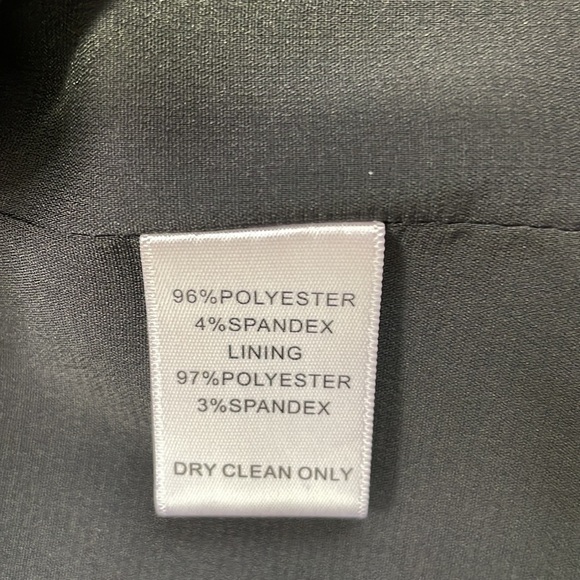 96%POLYESTER
4%SPANDEX
LINING
97%POLYESTER
3%SPANDEX
DRY CLEAN ONLY